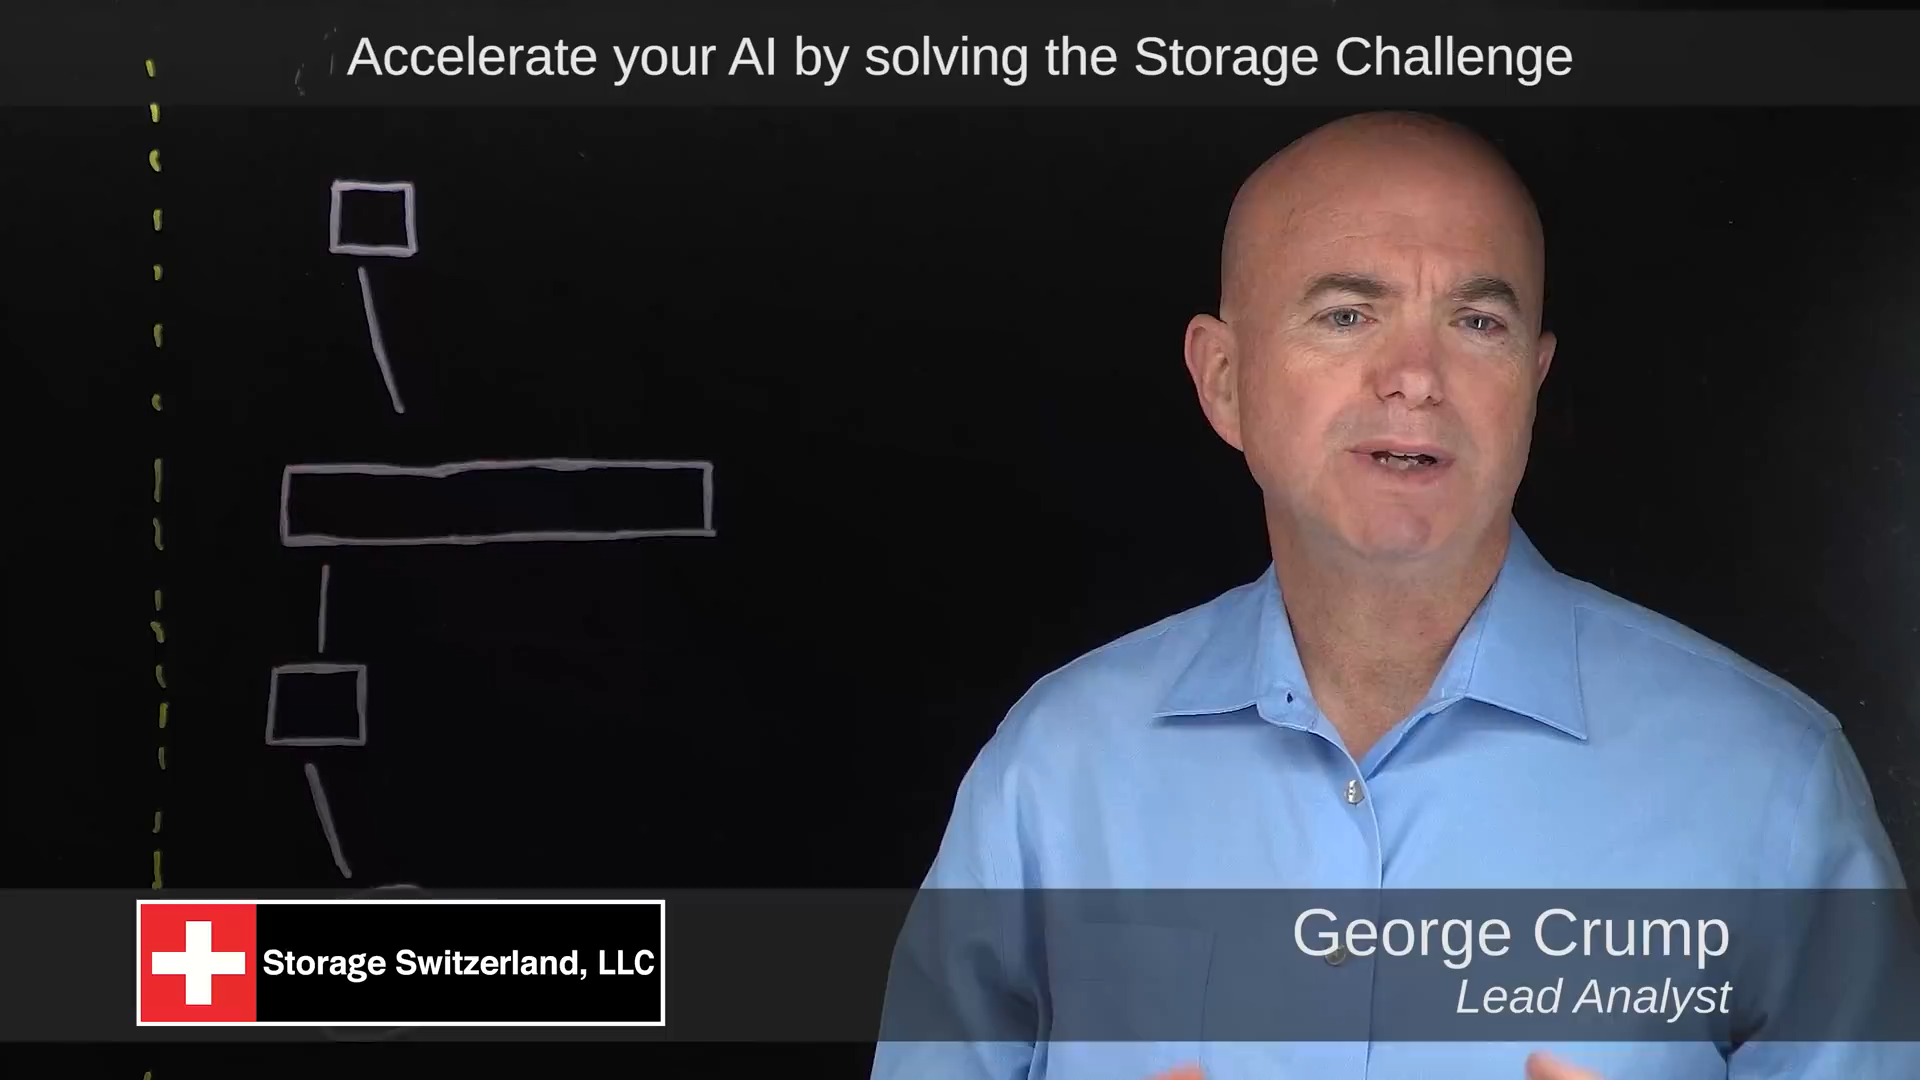 Accelerate your AI by solving the Storage Challenge
Storage Switzerland, LLC
George Crump
Lead Analyst